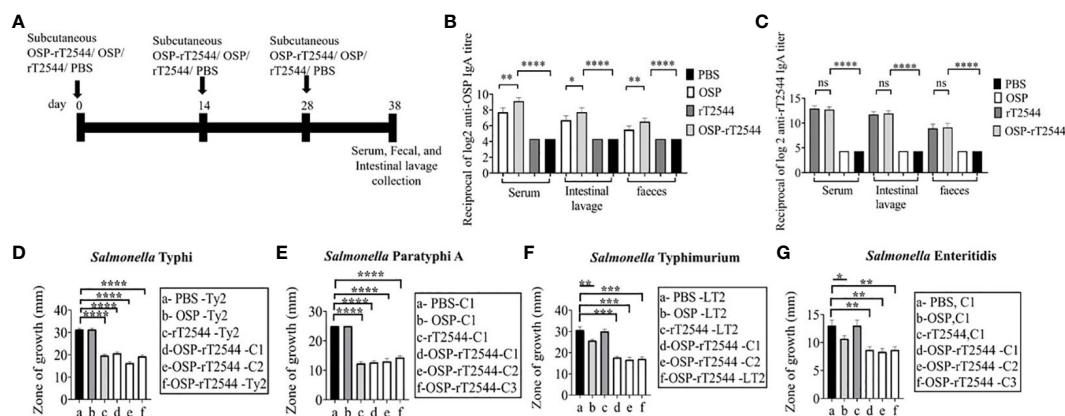 A
Subcutaneous
OSP-rT2544/ OSP/
rT2544/ PBS
Subcutaneous
OSP-rT2544/ OSP/
rT2544/ PBS
Subcutaneous
OSP-rT2544/ OSP/
rT2544/ PBS
day 0 14 28 38
Serum, Fecal, and
Intestinal lavage
collection
B
Reciprocal of log2 anti-OSP IgA titre
10
8
6
4
2
0
** **** * **** ** ****
Serum
Intestinal
lavage
faeces
PBS
OSP
rT2544
OSP-rT2544
C
Reciprocal of log 2 anti-rT2544 IgA titer
15
10
5
0
ns **** ns **** ns ****
Serum
Intestinal
lavage
faeces
PBS
OSP
rT2544
OSP-rT2544
D
Salmonella Typhi
Zone of growth (mm)
40
30
20
10
0
****
****
****
****
a b c d e f
a- PBS -Ty2
b- OSP -Ty2
c-rT2544 -Ty2
d-OSP-rT2544 -C1
e-OSP-rT2544 -C2
f-OSP-rT2544 -Ty2
E
Salmonella Paratyphi A
Zone of growth (mm)
30
20
10
0
****
****
****
****
a b c d e f
a- PBS-C1
b- OSP-C1
c-rT2544-C1
d-OSP-rT2544-C1
e-OSP-rT2544-C2
f-OSP-rT2544-C3
F
Salmonella Typhimurium
Zone of growth (mm)
40
30
20
10
0
**
***
***
***
a b c d e f
a- PBS -LT2
b- OSP -LT2
c-rT2544 -LT2
d-OSP-rT2544 -C1
e-OSP-rT2544 -C2
f-OSP-rT2544 -LT2
G
Salmonella Enteritidis
Zone of growth (mm)
15
10
5
0
*
**
**
**
a b c d e f
a- PBS, C1
b- OSP,C1
c-rT2544,C1
d-OSP-rT2544 -C1
e-OSP-rT2544 -C2
f-OSP-rT2544 -C3